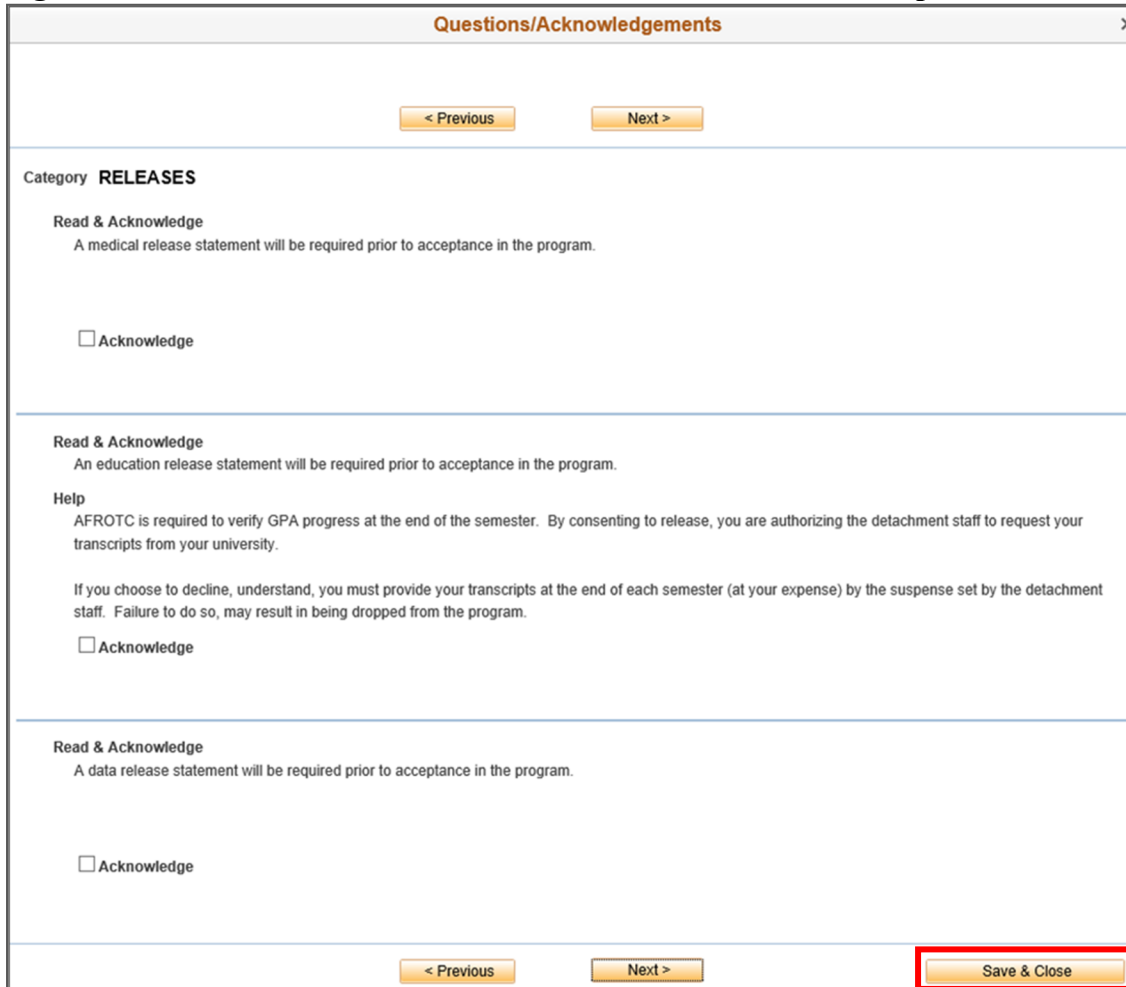 Questions/Acknowledgements
< Previous Next >
Category RELEASES
Read & Acknowledge
A medical release statement will be required prior to acceptance in the program.
Acknowledge
Read & Acknowledge
An education release statement will be required prior to acceptance in the program.
Help
AFROTC is required to verify GPA progress at the end of the semester. By consenting to release, you are authorizing the detachment staff to request your
transcripts from your university.
If you choose to decline, understand, you must provide your transcripts at the end of each semester (at your expense) by the suspense set by the detachment
staff. Failure to do so, may result in being dropped from the program.
Acknowledge
Read & Acknowledge
A data release statement will be required prior to acceptance in the program.
Acknowledge
< Previous Next > Save & Close